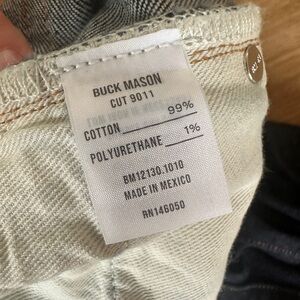 BUCK MASON
CUT 9011
COTTON 99%
POLYURETHANE 1%
BM12130.1010
MADE IN MEXICO
RN146050